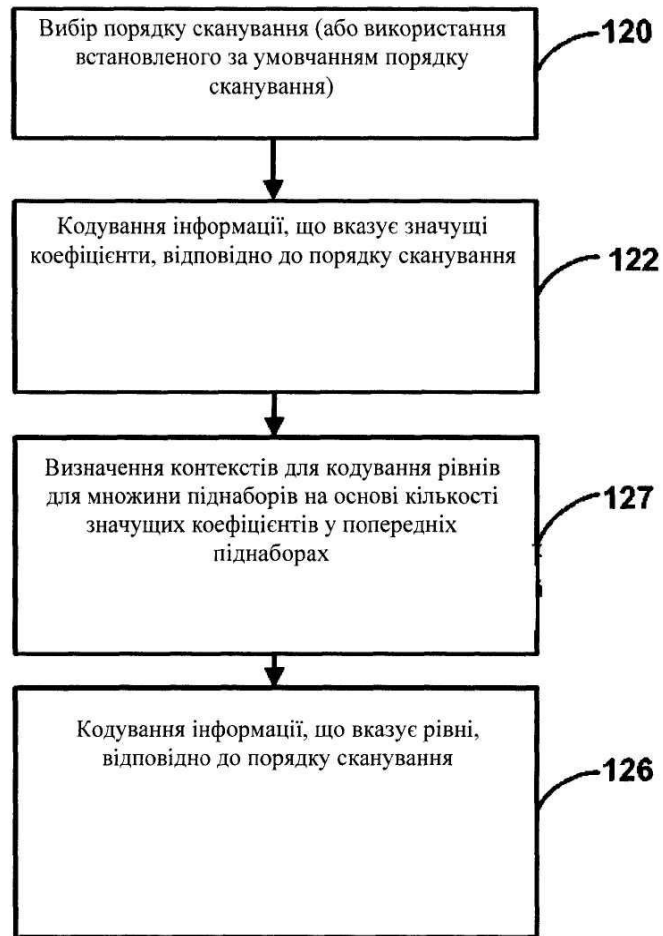 Вибір порядку сканування (або використання
встановленого за умовчанням порядку
сканування)
120
Кодування інформації, що вказує значущі
коефіцієнти, відповідно до порядку сканування
122
Визначення контекстів для кодування рівнів
для множини піднаборів на основі кількості
значущих коефіцієнтів у попередніх
піднаборах
127
Кодування інформації, що вказує рівні,
відповідно до порядку сканування
126